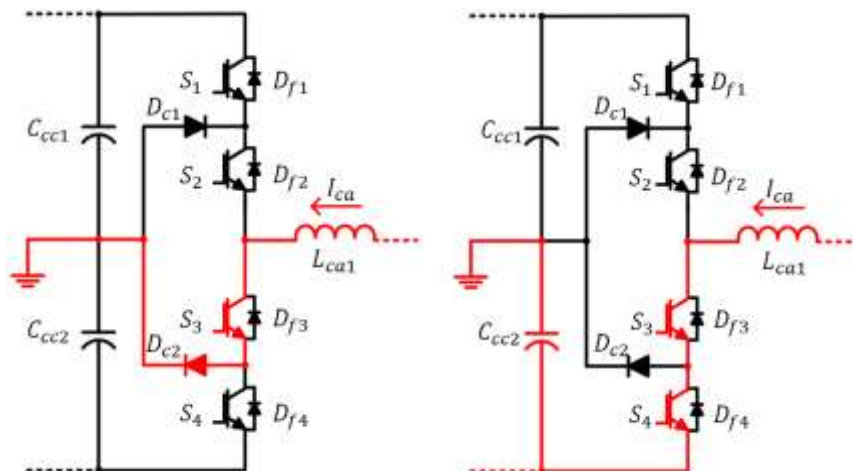 S1
Df1
Dc1
Ccc1
S2
Df2
Ica
Lca1
S3
Df3
Ccc2
Dc2
S4
Df4
S1
Df1
Dc1
Ccc1
S2
Df2
Ica
Lca1
S3
Df3
Ccc2
Dc2
S4
Df4